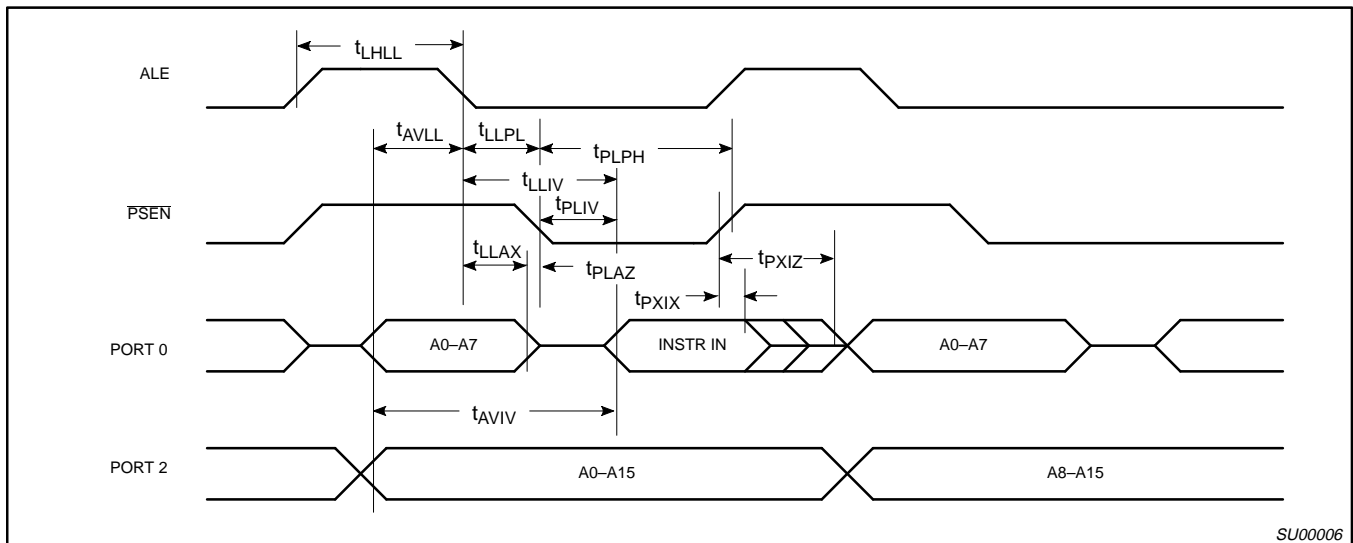 tLHLL
ALE
tAVLL
tLLPL
tPLPH
tLLIV
PSEN
tPLIV
tLLAX
tPLAZ
tPXIZ
tPXIX
PORT 0
A0–A7
INSTR IN
A0–A7
tAVIV
PORT 2
A0–A15
A8–A15
SU00006